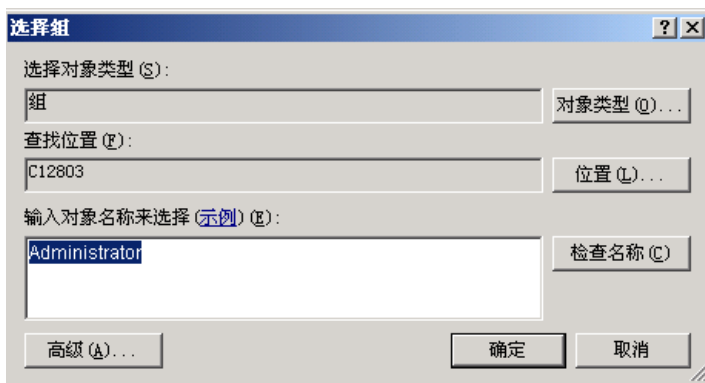 选择组
选择对象类型(S):
组
对象类型(O)...
查找位置(F):
C12803
位置(L)...
输入对象名称来选择(示例)(E):
Administrator
检查名称(C)
高级(A)...
确定
取消